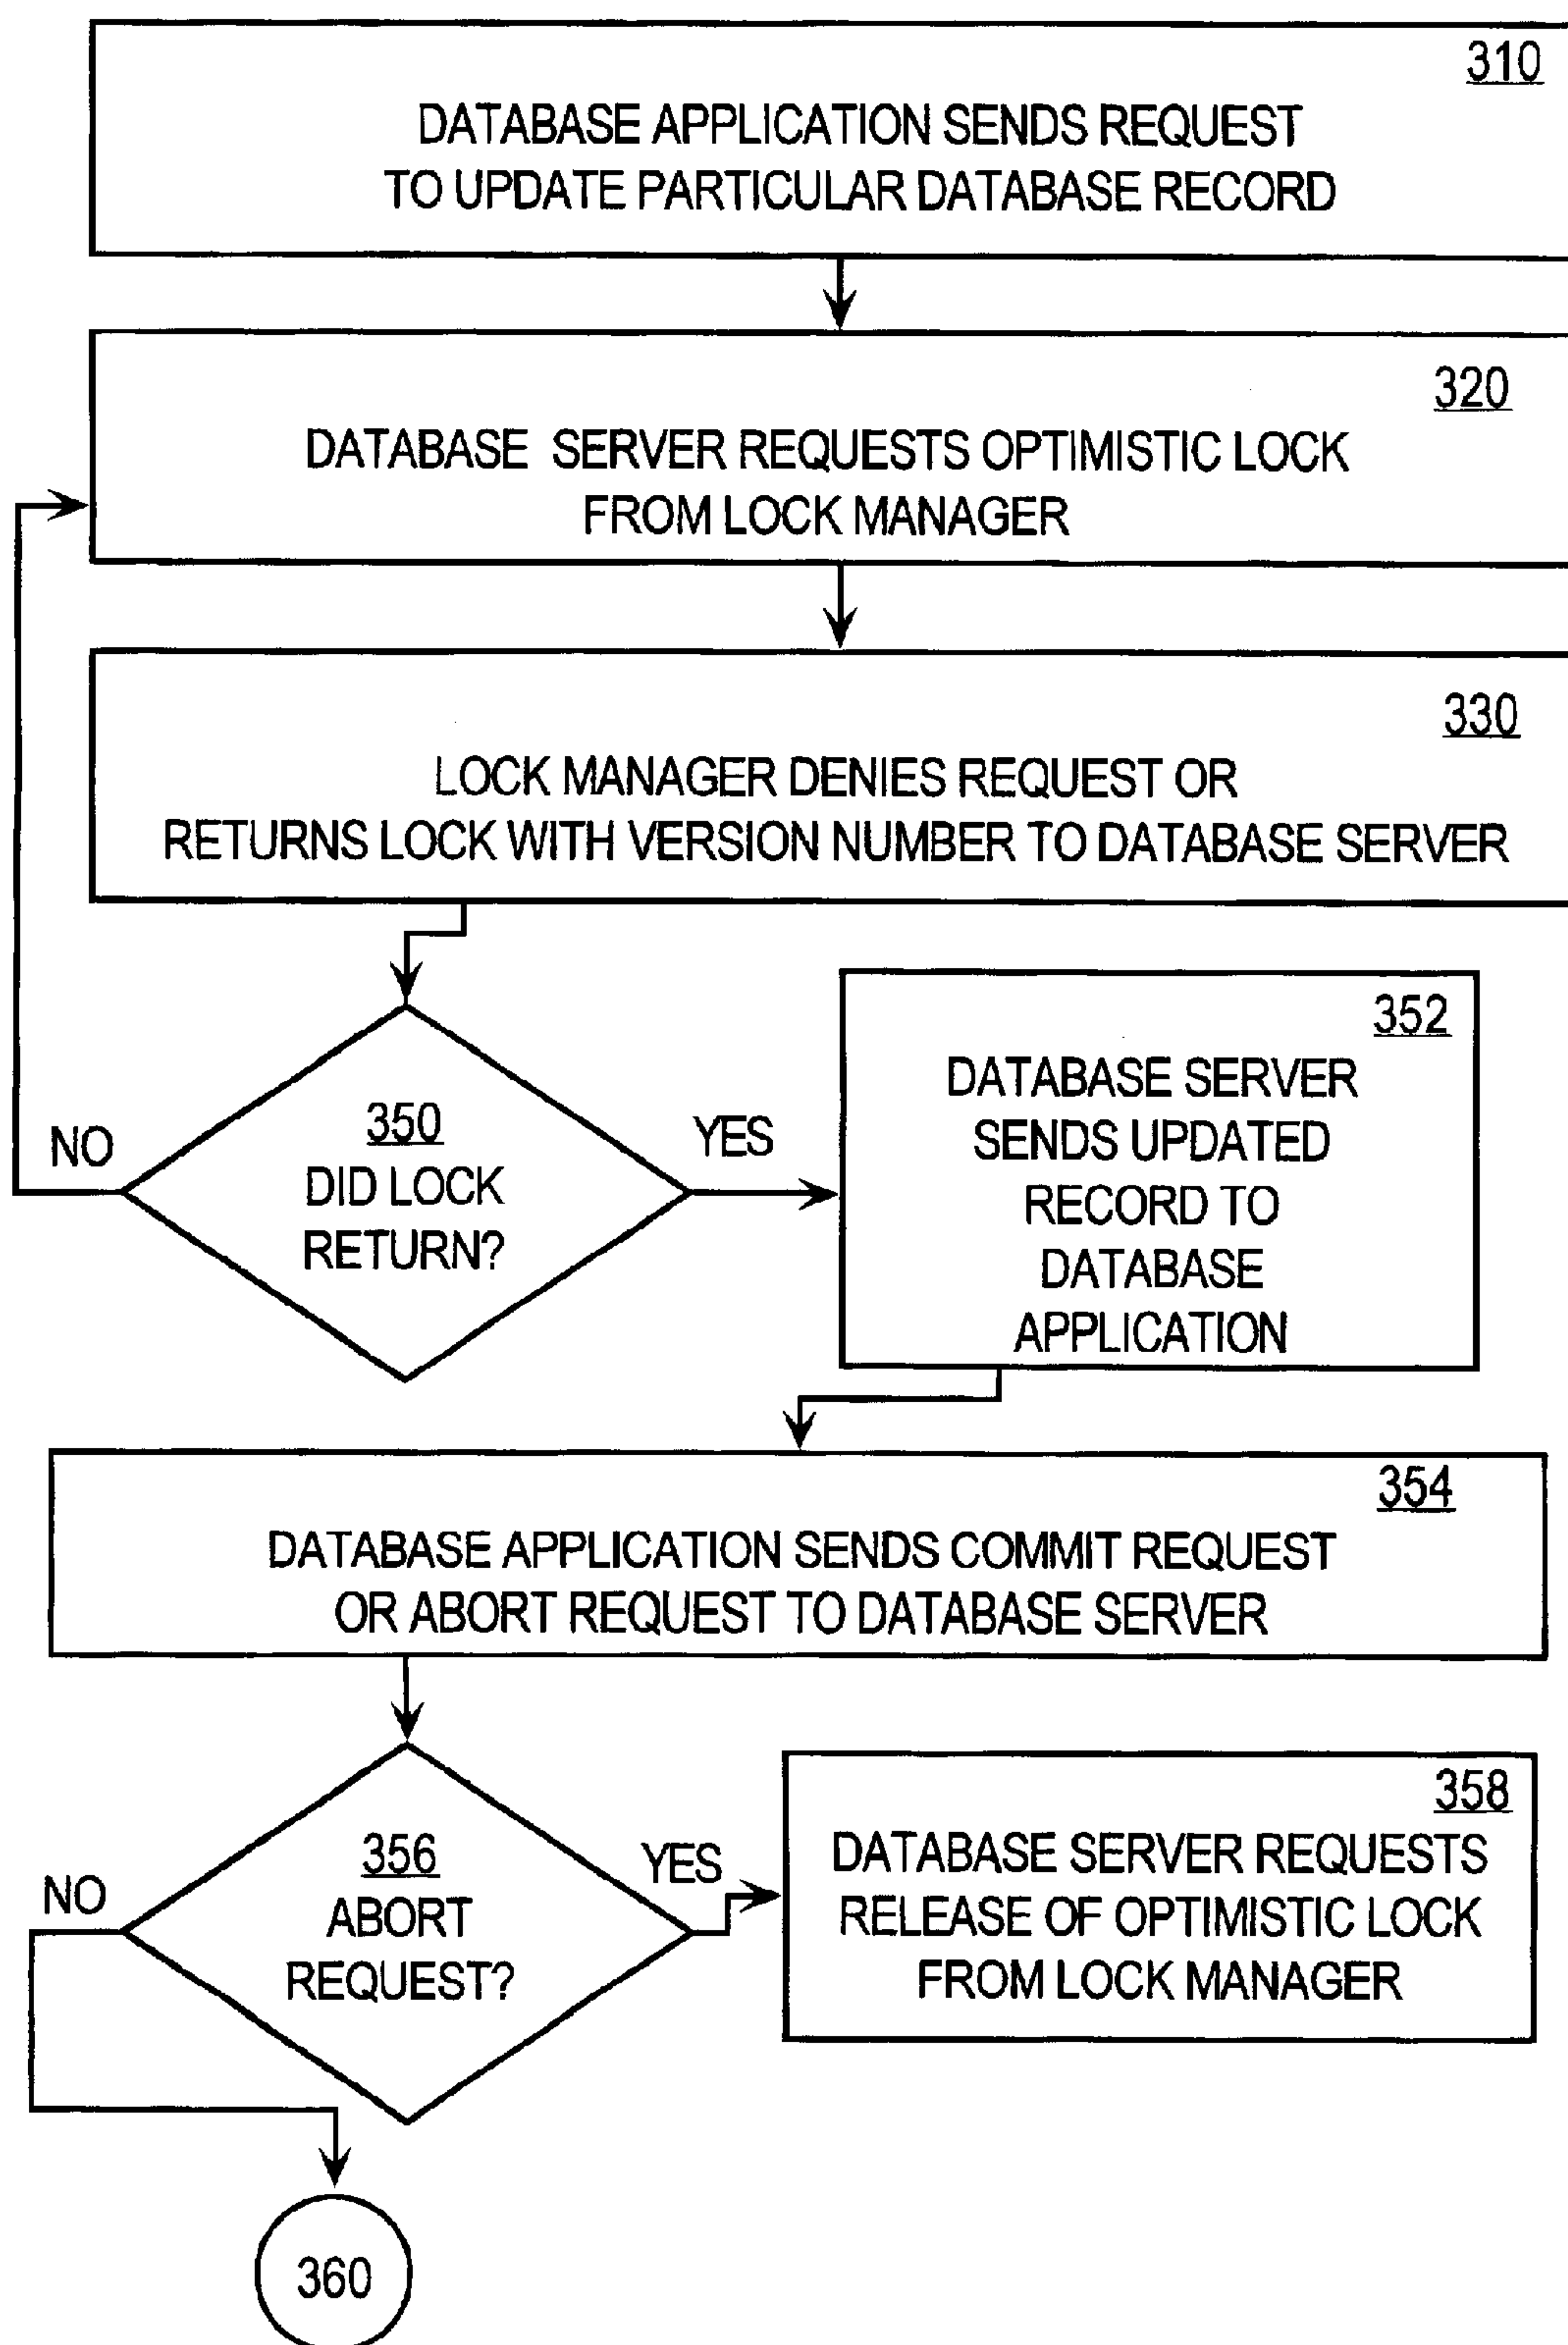 310
DATABASE APPLICATION SENDS REQUEST
TO UPDATE PARTICULAR DATABASE RECORD
320
DATABASE SERVER REQUESTS OPTIMISTIC LOCK
FROM LOCK MANAGER
330
LOCK MANAGER DENIES REQUEST OR
RETURNS LOCK WITH VERSION NUMBER TO DATABASE SERVER
NO
350
DID LOCK
RETURN?
YES
352
DATABASE SERVER
SENDS UPDATED
RECORD TO
DATABASE
APPLICATION
354
DATABASE APPLICATION SENDS COMMIT REQUEST
OR ABORT REQUEST TO DATABASE SERVER
NO
356
ABORT
REQUEST?
YES
358
DATABASE SERVER REQUESTS
RELEASE OF OPTIMISTIC LOCK
FROM LOCK MANAGER
360